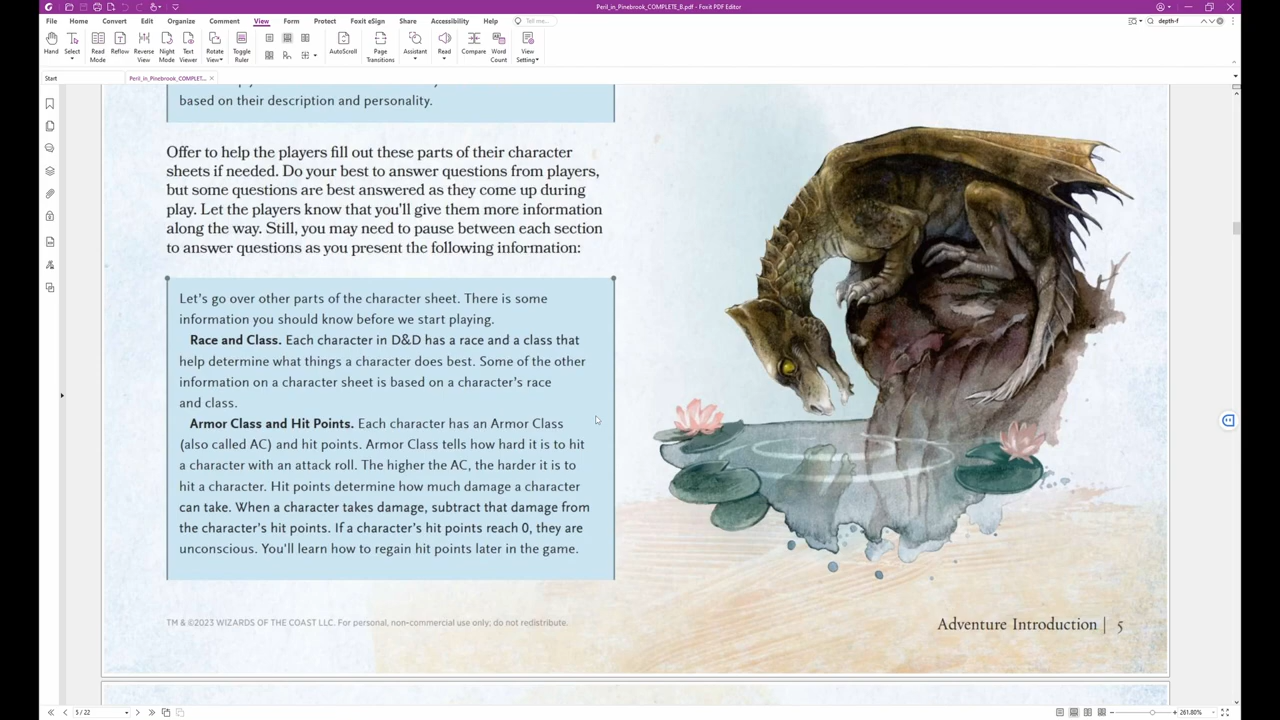 Peril_in_Pinebrook_COMPLETE_B.pdf - Foxit PDF Editor
File Home Convert Edit Organize Comment View Form Protect Foxit eSign Share Accessibility Help Tell me... depth-f
Hand Select Read Mode Reflow Reverse View Night Mode Text Viewer Rotate View Toggle Ruler AutoScroll Page Transitions Assistant Read Compare Word Count View Setting
Start Peril_in_Pinebrook_COMPLET...
based on their description and personality.
Offer to help the players fill out these parts of their character
sheets if needed. Do your best to answer questions from players,
but some questions are best answered as they come up during
play. Let the players know that you'll give them more information
along the way. Still, you may need to pause between each section
to answer questions as you present the following information:
Let's go over other parts of the character sheet. There is some
information you should know before we start playing.
Race and Class. Each character in D&D has a race and a class that
help determine what things a character does best. Some of the other
information on a character sheet is based on a character's race
and class.
Armor Class and Hit Points. Each character has an Armor Class
(also called AC) and hit points. Armor Class tells how hard it is to hit
a character with an attack roll. The higher the AC, the harder it is to
hit a character. Hit points determine how much damage a character
can take. When a character takes damage, subtract that damage from
the character's hit points. If a character's hit points reach 0, they are
unconscious. You'll learn how to regain hit points later in the game.
TM & ©2023 WIZARDS OF THE COAST LLC. For personal, non-commercial use only; do not redistribute.
Adventure Introduction | 5
5 / 22 261.80%